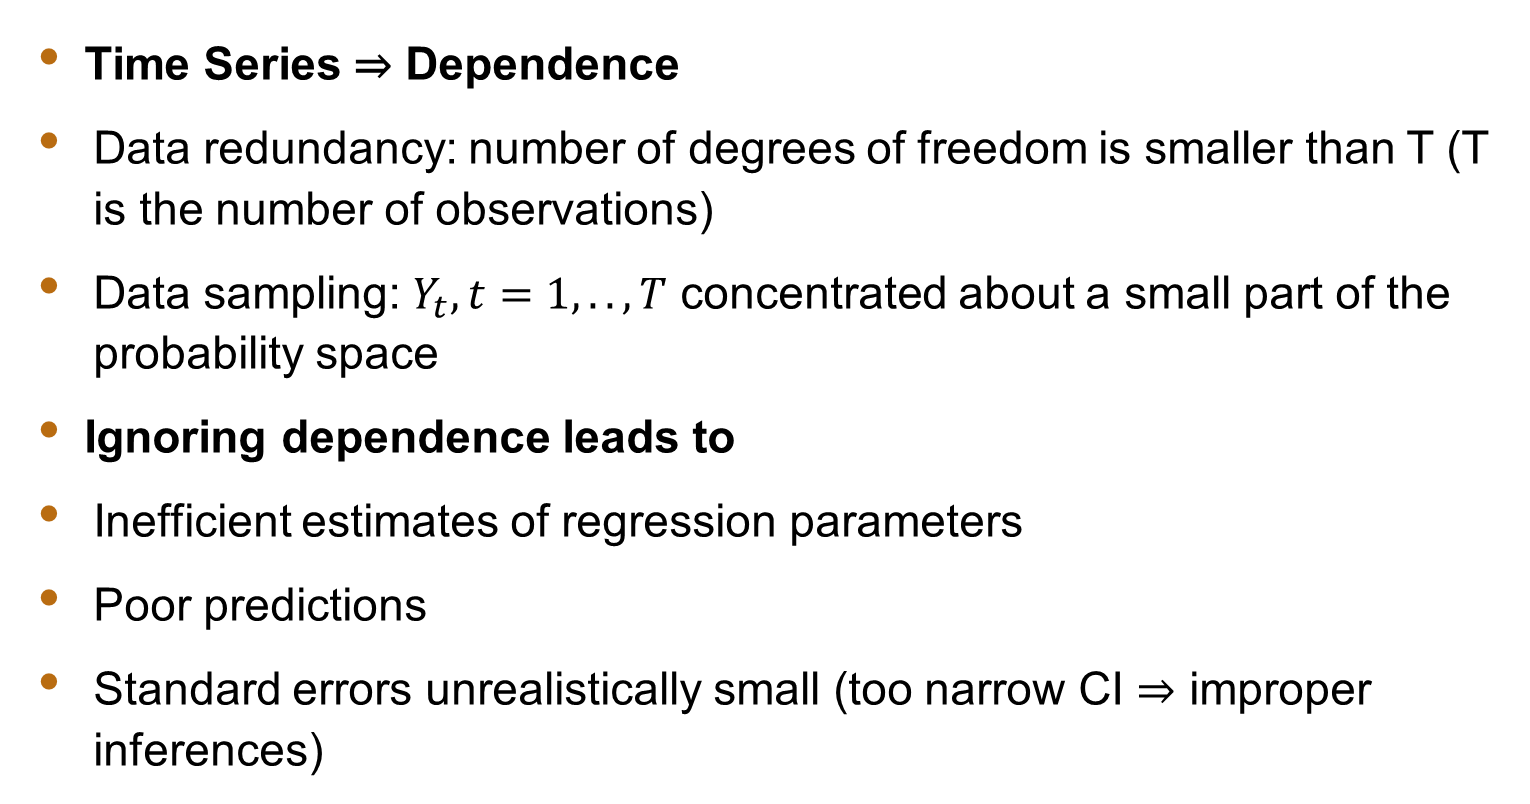 • Time Series ⇒ Dependence
• Data redundancy: number of degrees of freedom is smaller than T (T
is the number of observations)
• Data sampling: Yₜ, t = 1,..,T concentrated about a small part of the
probability space
• Ignoring dependence leads to
• Inefficient estimates of regression parameters
• Poor predictions
• Standard errors unrealistically small (too narrow CI ⇒ improper
inferences)